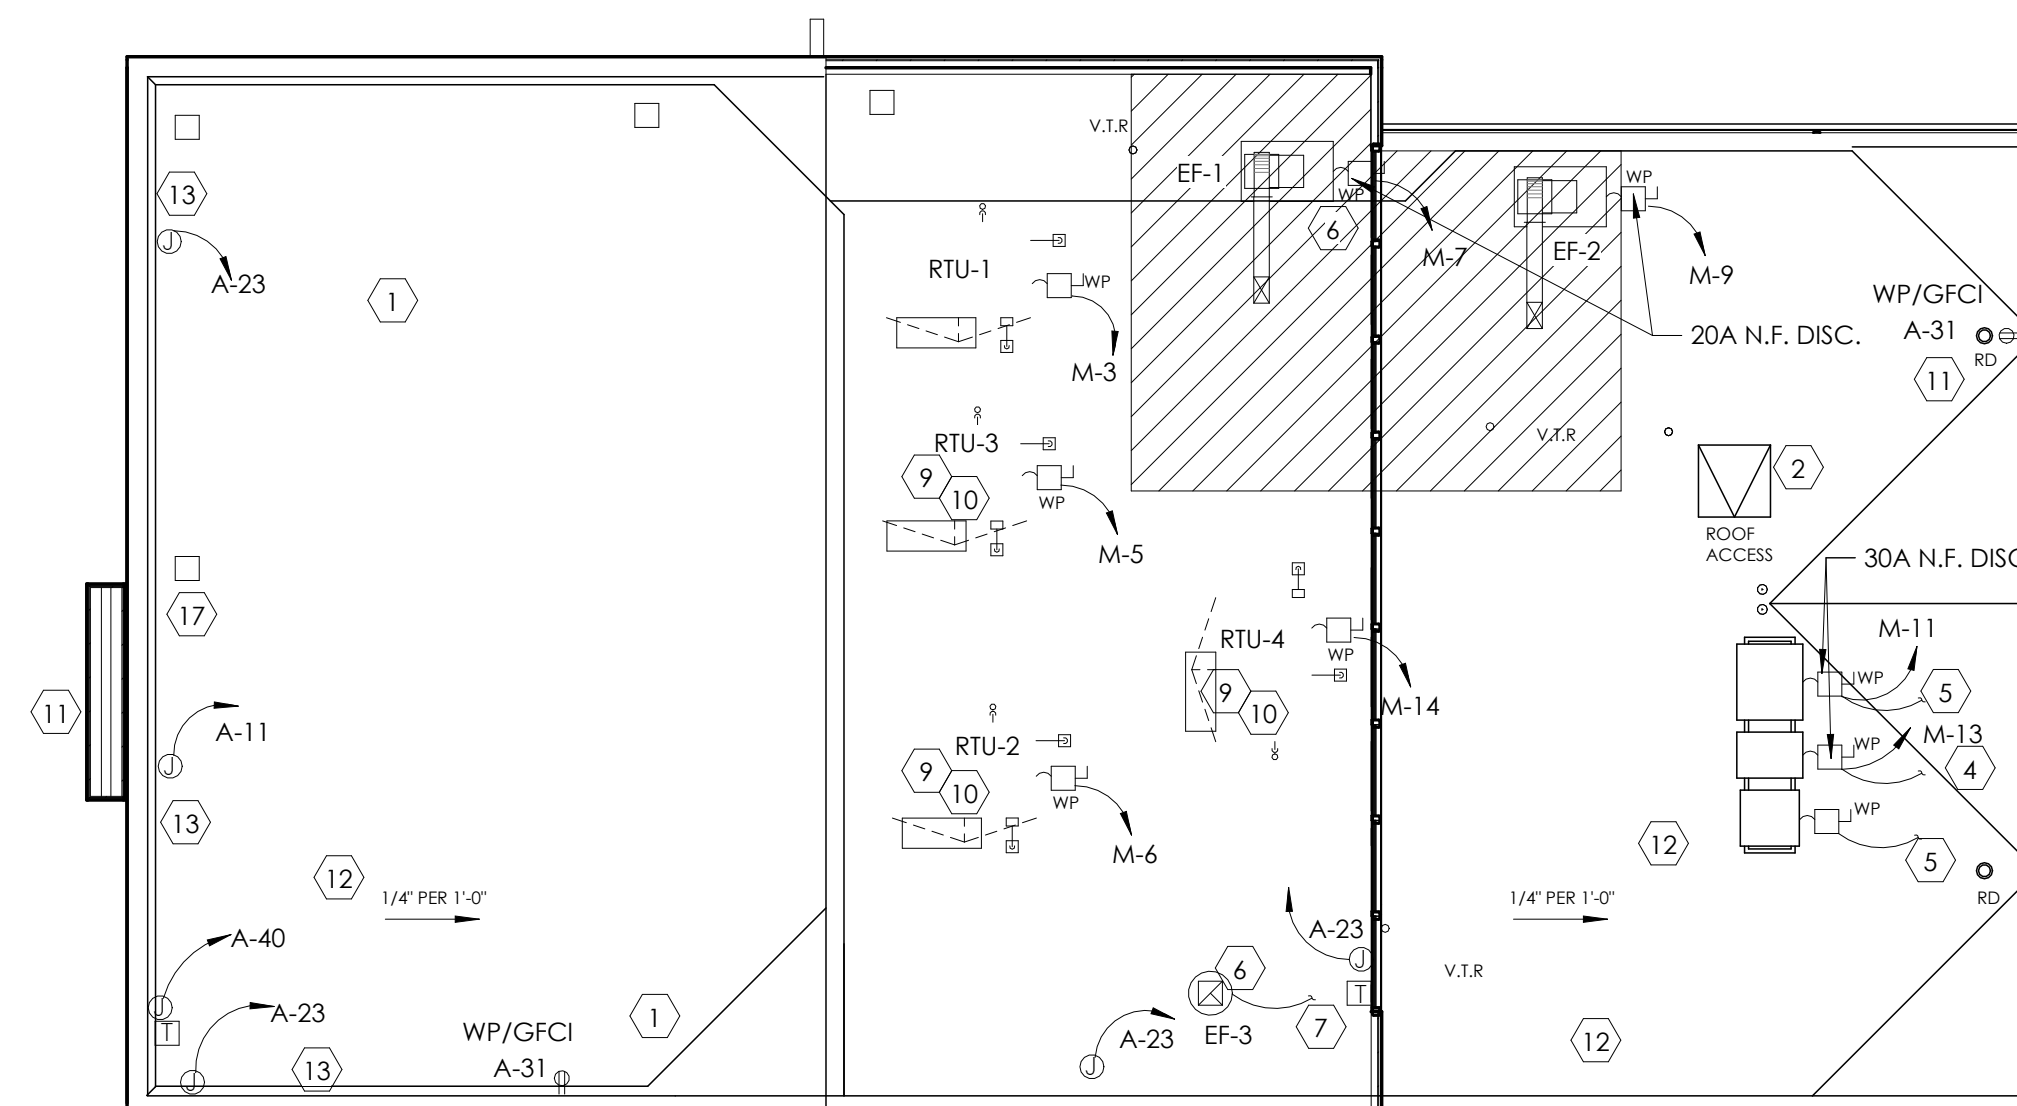 V.T.R
EF-1
WP
6
M-7
WP
EF-2
M-9
13
J
A-23
1
RTU-1
WP
M-3
WP/GFCI
A-31
RD
11
20A N.F. DISC.
RTU-3
9
10
WP
M-5
V.T.R
2
ROOF
ACCESS
30A N.F. DISC
17
RTU-4
WP
9
10
M-14
M-11
WP
5
11
A-11
J
13
RTU-2
9
10
WP
M-6
M-13
WP
4
WP
5
12
12
1/4" PER 1'-0"
1/4" PER 1'-0"
RD
A-40
J
T
A-23
J
13
WP/GFCI
A-31
1
A-23
J
T
6
EF-3
7
A-23
J
V.T.R
12